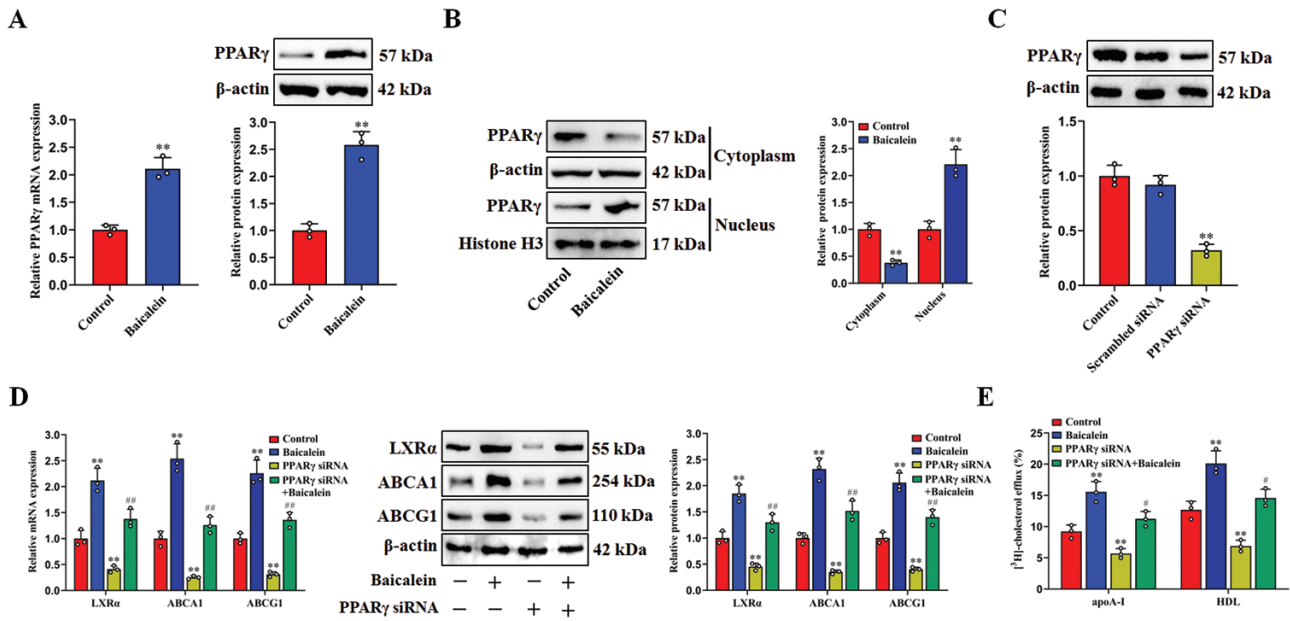 A
PPARγ 57 kDa
β-actin 42 kDa
Relative PPARγ mRNA expression
2.5
2.0
1.5
1.0
0.5
0.0
**
Control
Baicalein
Relative protein expression
3.0
2.5
2.0
1.5
1.0
0.5
0.0
**
Control
Baicalein
B
PPARγ 57 kDa
β-actin 42 kDa
Cytoplasm
PPARγ 57 kDa
Histone H3 17 kDa
Nucleus
Control
Baicalein
Relative protein expression
3.0
2.5
2.0
1.5
1.0
0.5
0.0
Control
Baicalein
**
**
Cytoplasm
Nucleus
C
PPARγ 57 kDa
β-actin 42 kDa
Relative protein expression
1.5
1.0
0.5
0.0
**
Control
Scrambled siRNA
PPARγ siRNA
D
Relative mRNA expression
3.0
2.5
2.0
1.5
1.0
0.5
0.0
Control
Baicalein
PPARγ siRNA
PPARγ siRNA
+Baicalein
** ** ## ** ** ## ** ** ##
LXRα ABCA1 ABCG1
LXRα 55 kDa
ABCA1 254 kDa
ABCG1 110 kDa
β-actin 42 kDa
Baicalein − + − +
PPARγ siRNA − − + +
Relative protein expression
3.0
2.5
2.0
1.5
1.0
0.5
0.0
Control
Baicalein
PPARγ siRNA
PPARγ siRNA
+Baicalein
** ** ## ** ** ## ** ** ##
LXRα ABCA1 ABCG1
E
[³H]-cholesterol efflux (%)
25
20
15
10
5
0
Control
Baicalein
PPARγ siRNA
PPARγ siRNA+Baicalein
** ** # ** ** #
apoA-I HDL